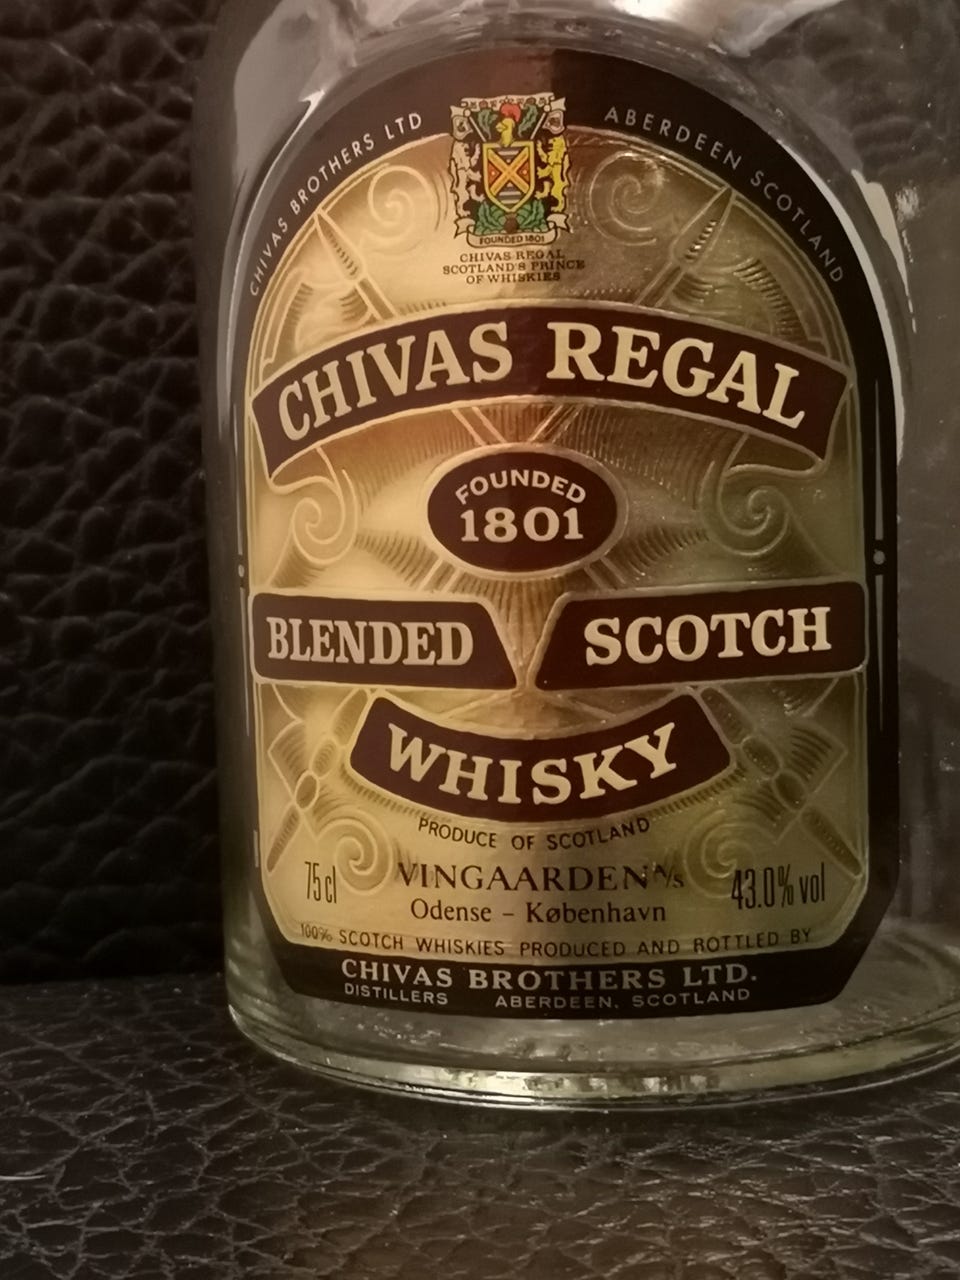 CHIVAS BROTHERS LTD
ABERDEEN SCOTLAND
FOUNDED 1801
CHIVAS REGAL
SCOTLAND'S PRINCE
OF WHISKIES
CHIVAS REGAL
FOUNDED
1801
BLENDED SCOTCH
WHISKY
PRODUCE OF SCOTLAND
75 cl
VINGAARDEN A/S
43.0% vol
Odense – København
100% SCOTCH WHISKIES PRODUCED AND BOTTLED BY
CHIVAS BROTHERS LTD.
DISTILLERS ABERDEEN, SCOTLAND